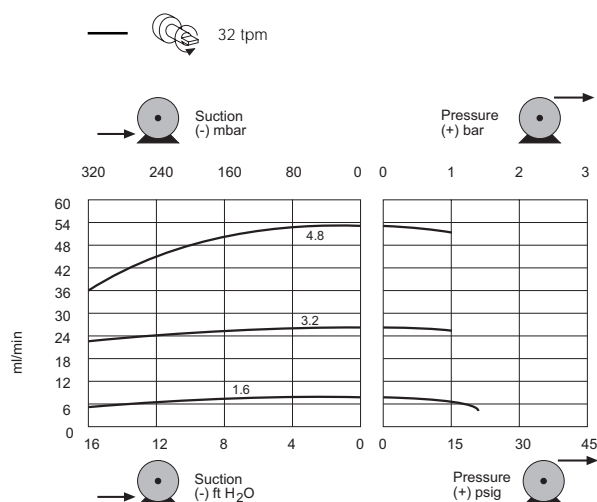 32 tpm
Suction
(-) mbar
Pressure
(+) bar
320 240 160 80 0 0 1 2 3
60
54
48
42
36
30
24
18
12
6
0
ml/min
4.8
3.2
1.6
16 12 8 4 0 0 15 30 45
Suction
(-) ft H₂O
Pressure
(+) psig